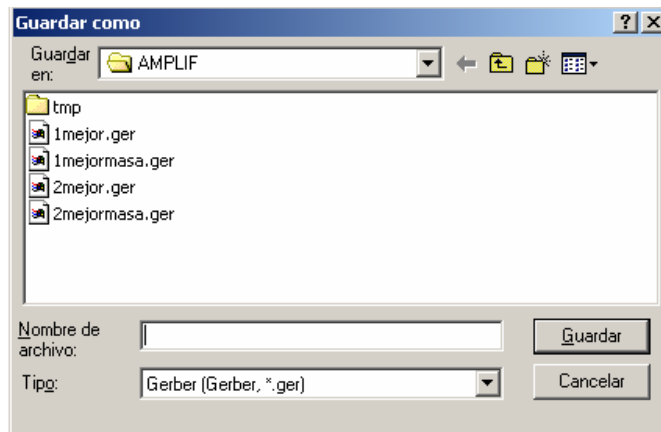 Guardar como
Guardar en: AMPLIF
tmp
1mejor.ger
1mejormasa.ger
2mejor.ger
2mejormasa.ger
Nombre de archivo:
Guardar
Tipo: Gerber (Gerber, *.ger)
Cancelar